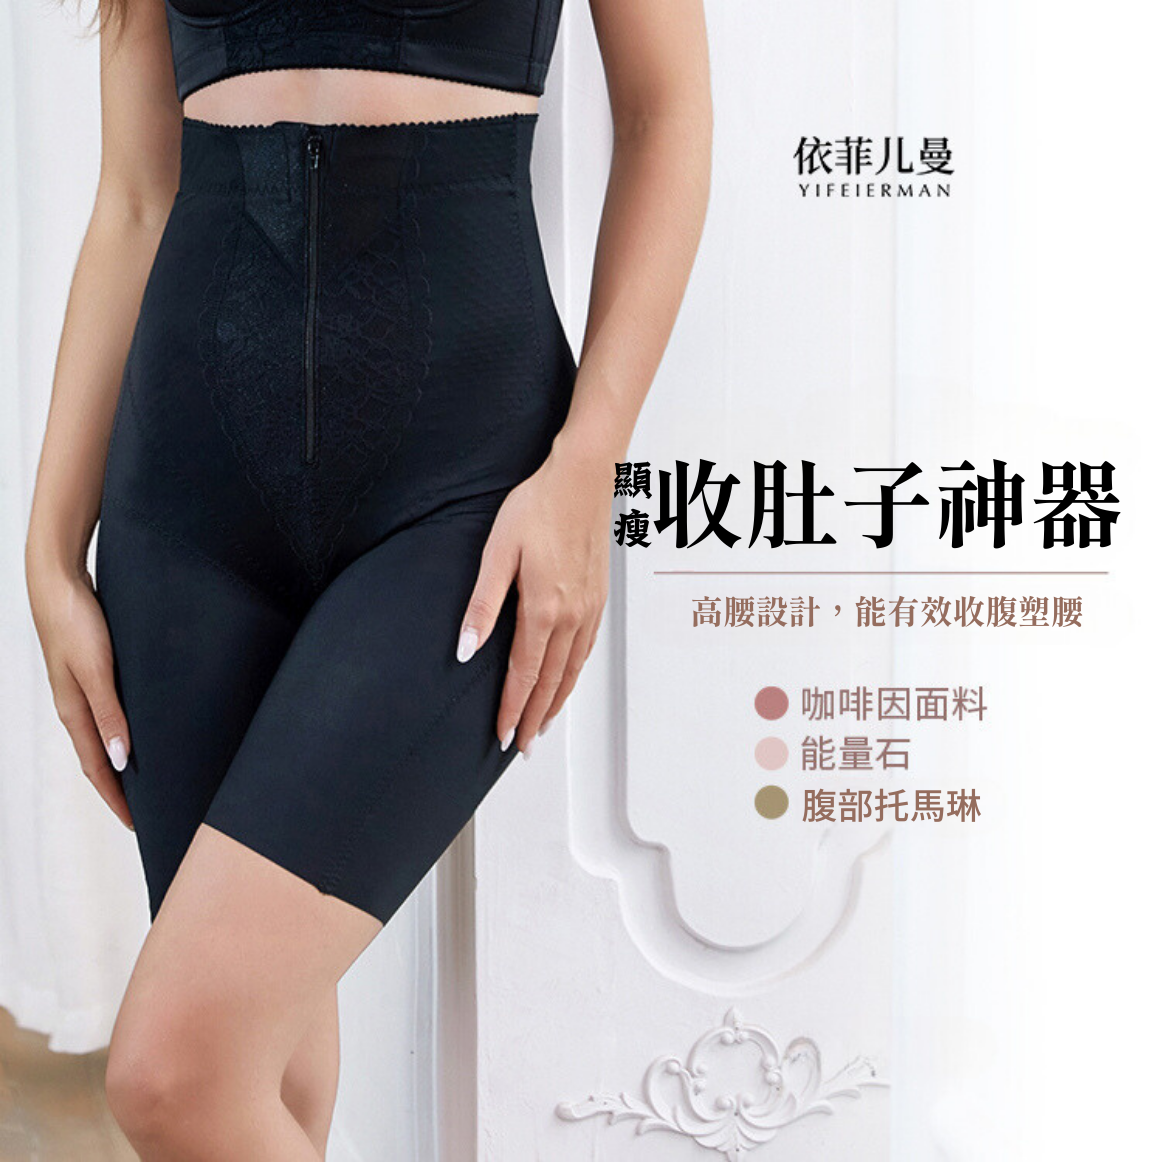 依菲儿曼
YIFEIERMAN
顯瘦收肚子神器
高腰設計，能有效收腹塑腰
咖啡因面料
能量石
腹部托馬琳